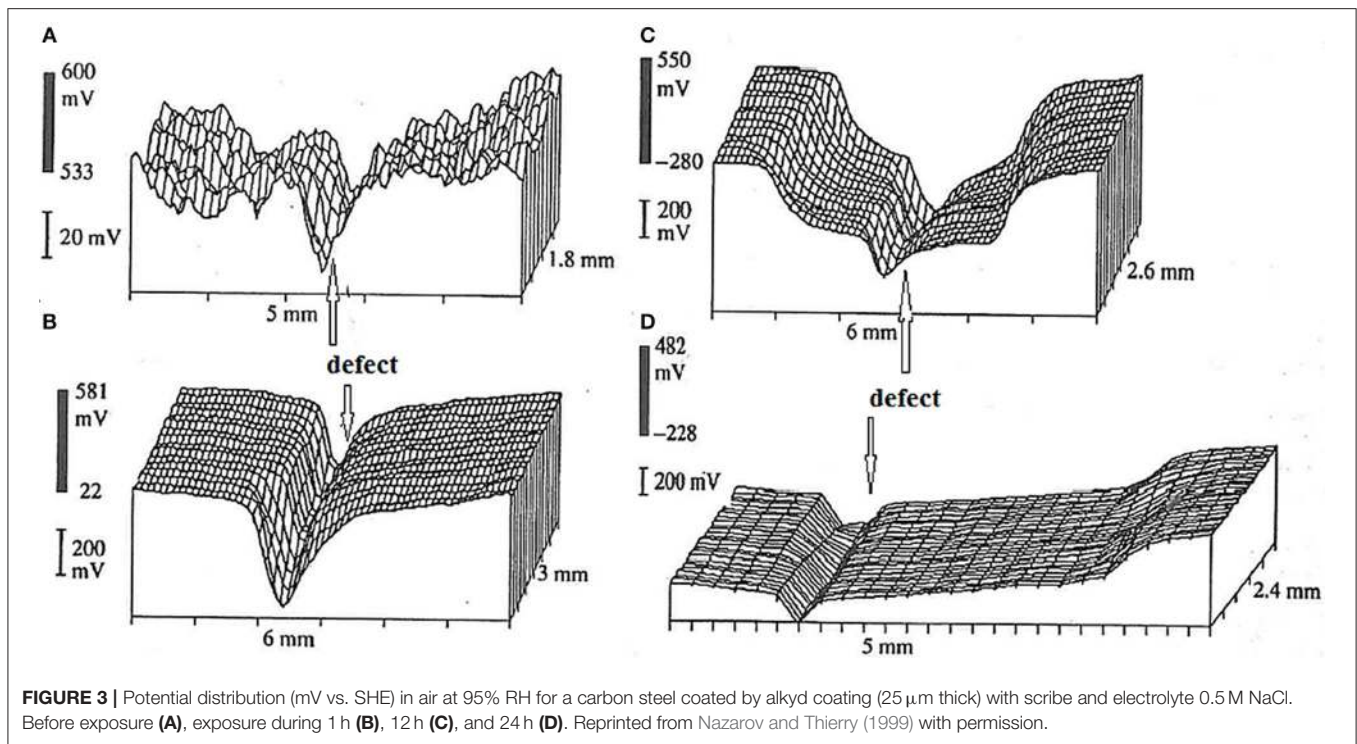 A
600
mV
533
20 mV
1.8 mm
5 mm
B
defect
581
mV
22
200
mV
3 mm
6 mm
C
550
mV
−280
200
mV
2.6 mm
6 mm
D
482
mV
−228
defect
200 mV
2.4 mm
5 mm
FIGURE 3 | Potential distribution (mV vs. SHE) in air at 95% RH for a carbon steel coated by alkyd coating (25 μm thick) with scribe and electrolyte 0.5 M NaCl.
Before exposure (A), exposure during 1 h (B), 12 h (C), and 24 h (D). Reprinted from Nazarov and Thierry (1999) with permission.